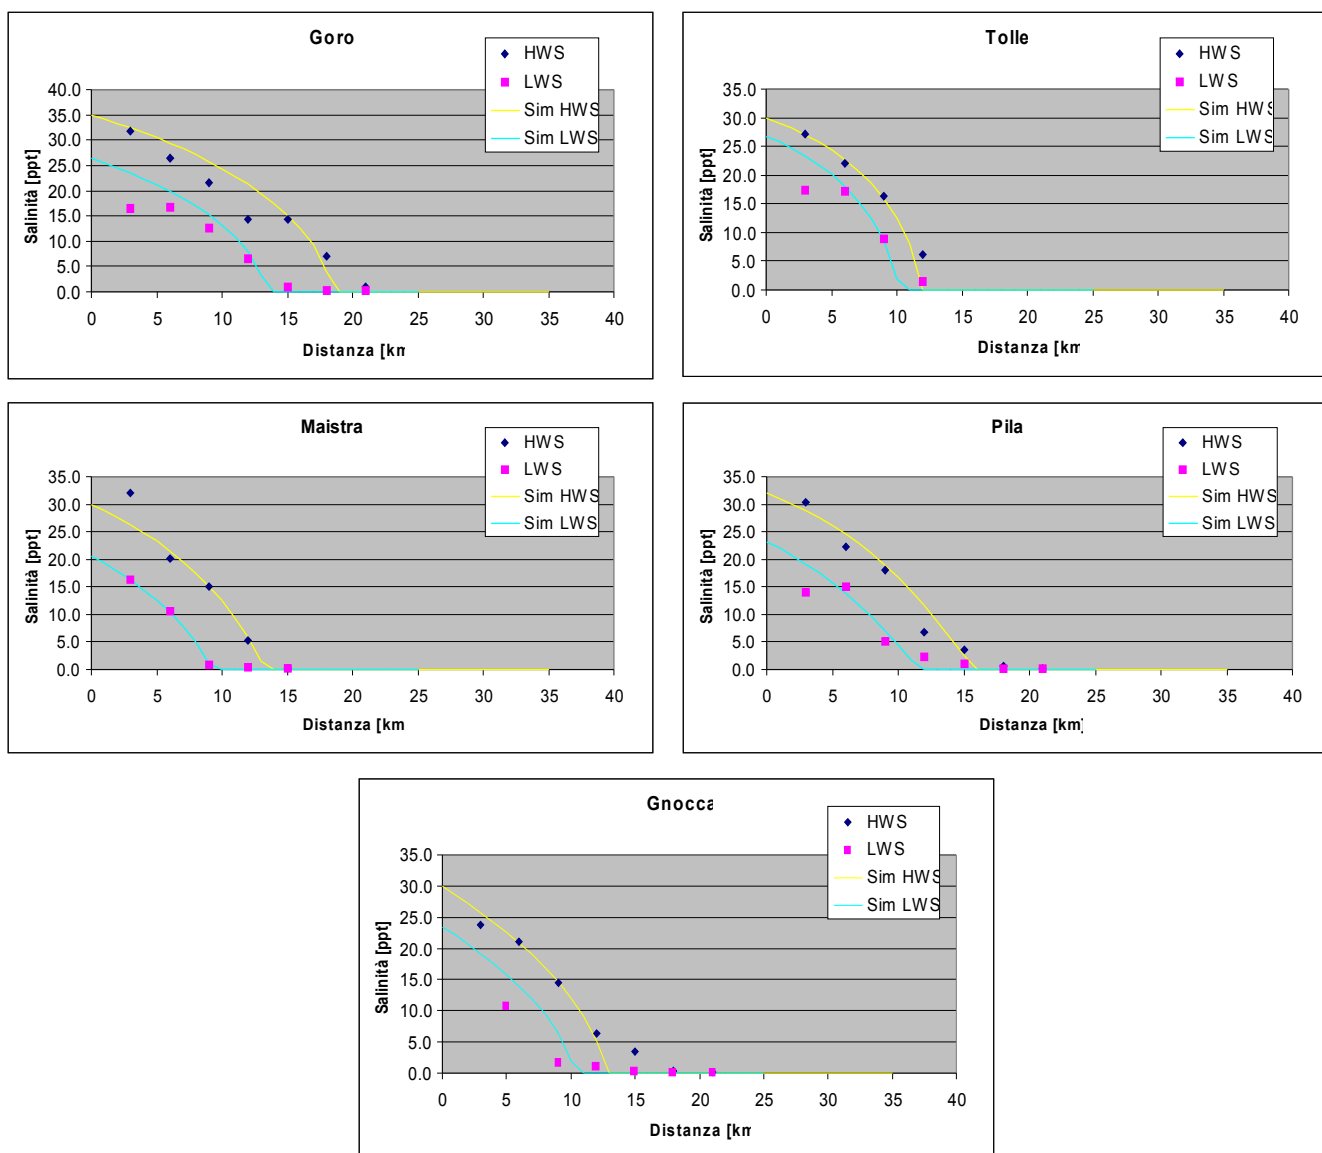 Goro
HWS
LWS
Sim HWS
Sim LWS
Salinità [ppt]
40.0
35.0
30.0
25.0
20.0
15.0
10.0
5.0
0.0
0 5 10 15 20 25 30 35 40
Distanza [km
Tolle
HWS
LWS
Sim HWS
Sim LWS
Salinità [ppt]
35.0
30.0
25.0
20.0
15.0
10.0
5.0
0.0
0 5 10 15 20 25 30 35 40
Distanza [km
Maistra
HWS
LWS
Sim HWS
Sim LWS
Salinità [ppt]
35.0
30.0
25.0
20.0
15.0
10.0
5.0
0.0
0 5 10 15 20 25 30 35 40
Distanza [km
Pila
HWS
LWS
Sim HWS
Sim LWS
Salinità [ppt]
35.0
30.0
25.0
20.0
15.0
10.0
5.0
0.0
0 5 10 15 20 25 30 35 40
Distanza [km]
Gnocca
HWS
LWS
Sim HWS
Sim LWS
Salinità [ppt]
35.0
30.0
25.0
20.0
15.0
10.0
5.0
0.0
0 5 10 15 20 25 30 35 40
Distanza [km